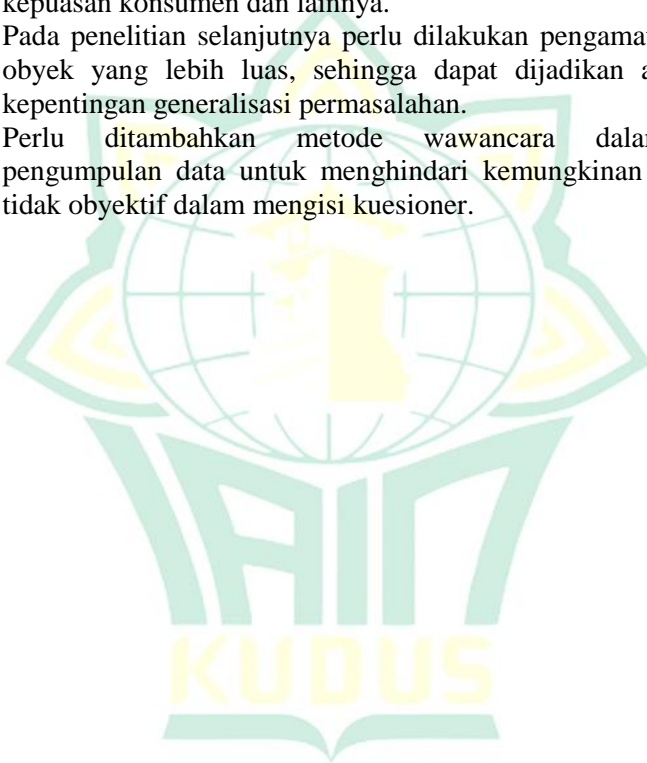 kepuasan konsumen dan lainnya.
Pada penelitian selanjutnya perlu dilakukan
obyek yang lebih luas, sehingga dapat dijadikan
kepentingan generalisasi permasalahan.
Perlu ditambahkan metode wawancara
pengumpulan data untuk menghindari kemungkinan
tidak obyektif dalam mengisi kuesioner.
IAIN
KUDUS